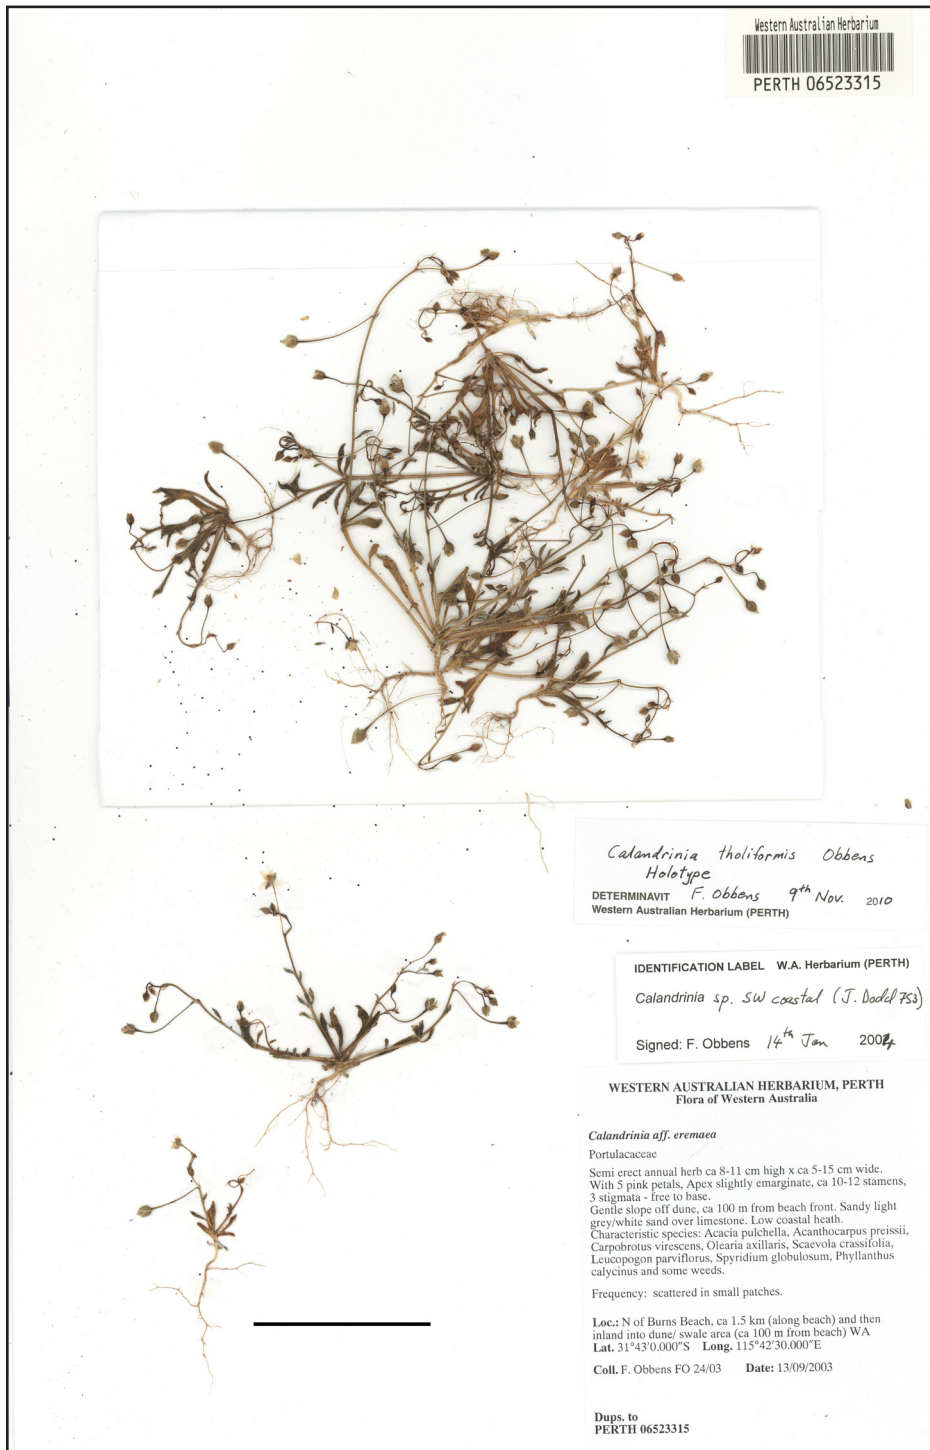 Western Australian Herbarium
PERTH 06523315
Calandrinia tholiformis Obbens
Holotype
DETERMINAVIT F. Obbens 9th Nov. 2010
Western Australian Herbarium (PERTH)
IDENTIFICATION LABEL W.A. Herbarium (PERTH)
Calandrinia sp. SW coastal (J. Dodd 753)
Signed: F. Obbens 14th Jan 2004
WESTERN AUSTRALIAN HERBARIUM, PERTH
Flora of Western Australia
Calandrinia aff. eremaea
Portulacaceae
Semi erect annual herb ca 8-11 cm high x ca 5-15 cm wide.
With 5 pink petals, Apex slightly emarginate, ca 10-12 stamens,
3 stigmata - free to base.
Gentle slope off dune, ca 100 m from beach front. Sandy light
grey/white sand over limestone. Low coastal heath.
Characteristic species: Acacia pulchella, Acanthocarpus preissii,
Carpobrotus virescens, Olearia axillaris, Scaevola crassifolia,
Leucopogon parviflorus, Spyridium globulosum, Phyllanthus
calycinus and some weeds.
Frequency: scattered in small patches.
Loc.: N of Burns Beach, ca 1.5 km (along beach) and then
inland into dune/ swale area (ca 100 m from beach) WA
Lat. 31°43'0.000"S Long. 115°42'30.000"E
Coll. F. Obbens FO 24/03 Date: 13/09/2003
Dups. to
PERTH 06523315